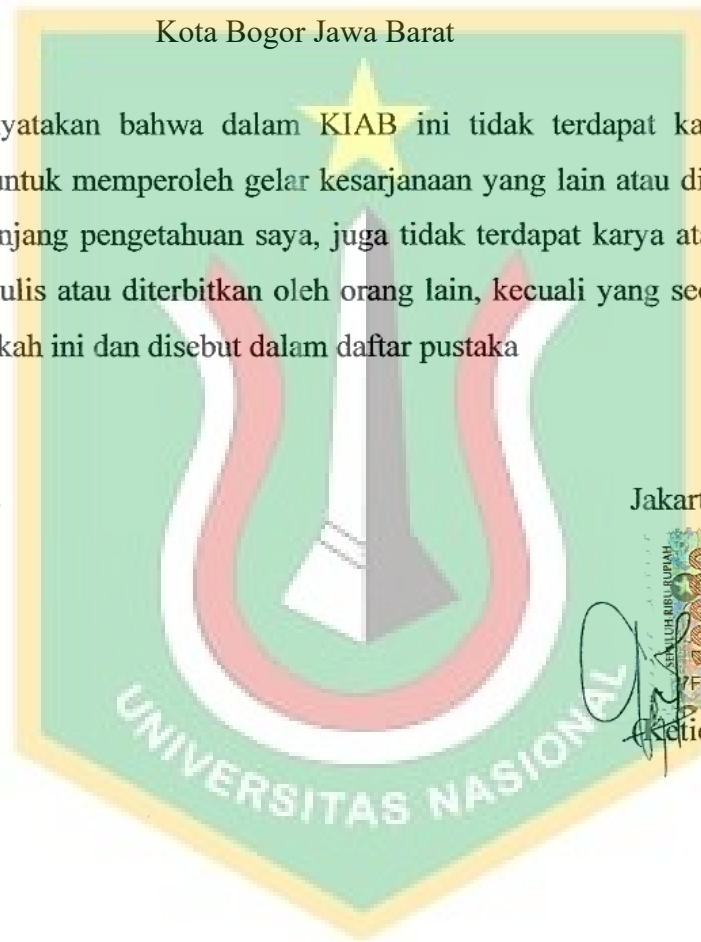 Kota Bogor Jawa Barat
yatakan bahwa dalam KIAB ini tidak terdapat ka
untuk memperoleh gelar kesarjanaan yang lain atau di
njang pengetahuan saya, juga tidak terdapat karya ata
ulis atau diterbitkan oleh orang lain, kecuali yang sec
kah ini dan disebut dalam daftar pustaka
Jakart
SEPULUH RIBU RUPIAH
UNIVERSITAS NASIONAL